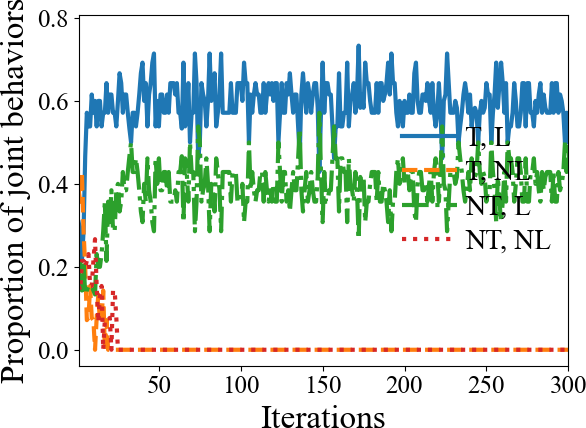 Proportion of joint behaviors
0.8
0.6
0.4
0.2
0.0
T, L
T, NL
NT, L
NT, NL
50
100
150
200
250
300
Iterations